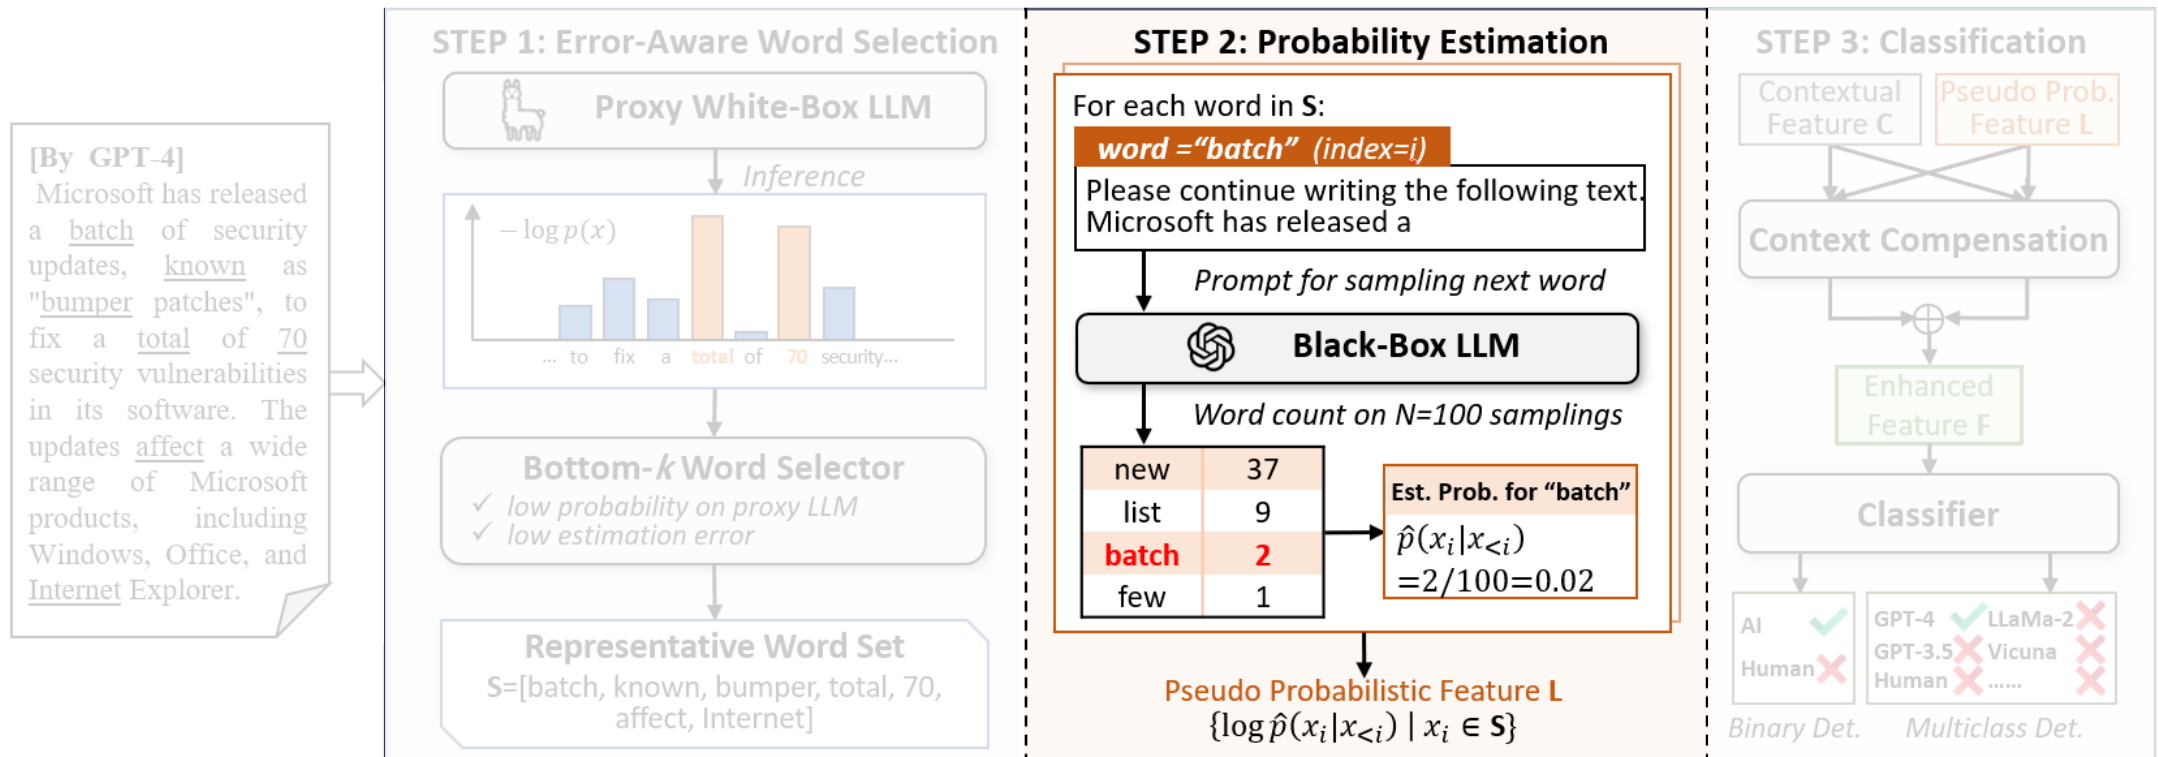 [By GPT-4]
Microsoft has released
a batch of security
updates, known as
"bumper patches", to
fix a total of 70
security vulnerabilities
in its software. The
updates affect a wide
range of Microsoft
products, including
Windows, Office, and
Internet Explorer.
STEP 1: Error-Aware Word Selection
Proxy White-Box LLM
Inference
− log p(x)
... to fix a total of 70 security...
Bottom-k Word Selector
✓ low probability on proxy LLM
✓ low estimation error
Representative Word Set
S=[batch, known, bumper, total, 70,
affect, Internet]
STEP 2: Probability Estimation
For each word in S:
word =“batch” (index=i)
Please continue writing the following text.
Microsoft has released a
Prompt for sampling next word
Black-Box LLM
Word count on N=100 samplings
new 37
list 9
batch 2
few 1
Est. Prob. for “batch”
p̂(xᵢ|x<ᵢ)
=2/100=0.02
Pseudo Probabilistic Feature L
{log p̂(xᵢ|x<ᵢ) | xᵢ ∈ S}
STEP 3: Classification
Contextual
Feature C
Pseudo Prob.
Feature L
Context Compensation
Enhanced
Feature F
Classifier
AI
Human
Binary Det.
GPT-4 LLaMa-2
GPT-3.5 Vicuna
Human ......
Multiclass Det.